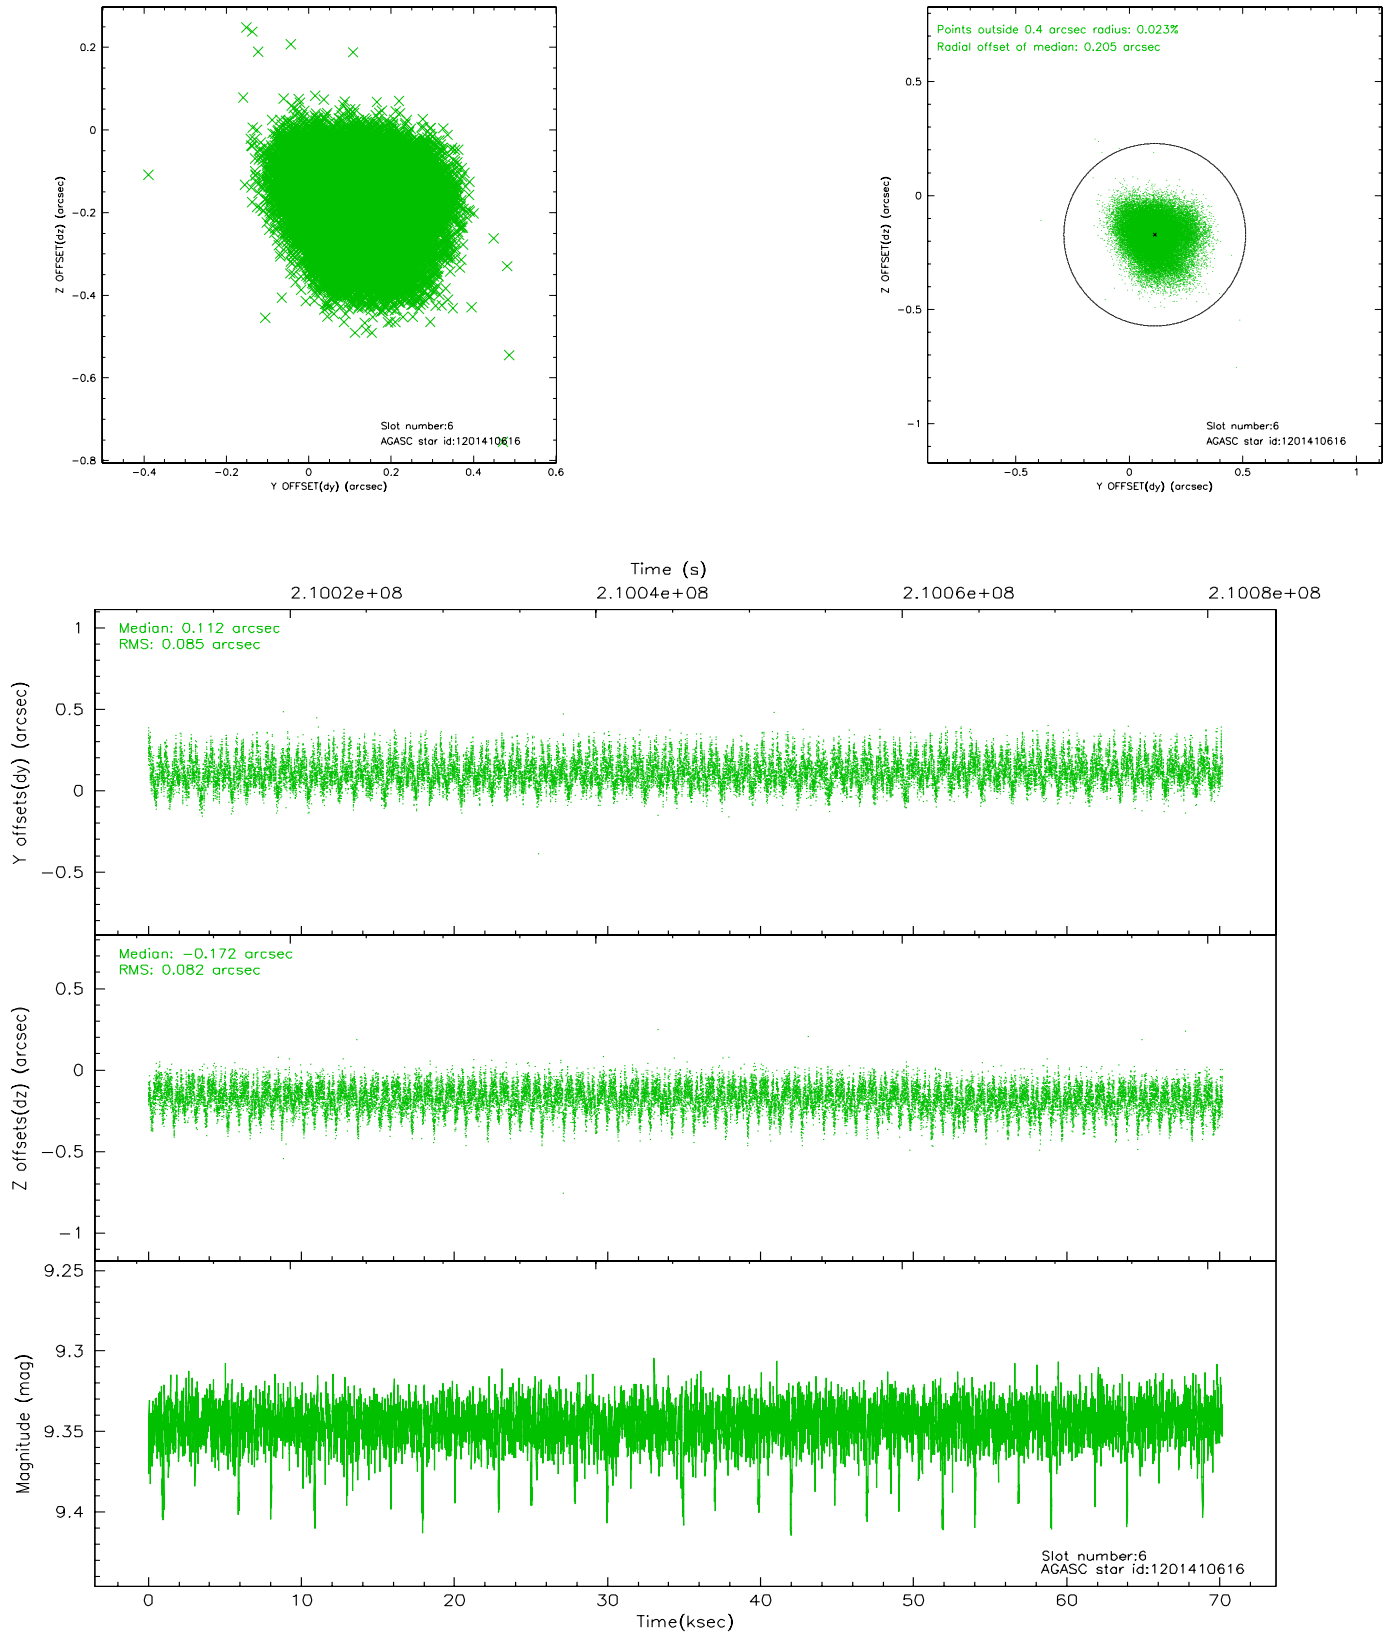 0.2
0
−0.2
−0.4
−0.6
−0.8
Z OFFSET(dz) (arcsec)
−0.4 −0.2 0 0.2 0.4 0.6
Y OFFSET(dy) (arcsec)
Slot number:6
AGASC star id:1201410616
Points outside 0.4 arcsec radius: 0.023%
Radial offset of median: 0.205 arcsec
0.5
0
−0.5
−1
Z OFFSET(dz) (arcsec)
−0.5 0 0.5 1
Y OFFSET(dy) (arcsec)
Slot number:6
AGASC star id:1201410616
Time (s)
2.1002e+08 2.1004e+08 2.1006e+08 2.1008e+08
Median: 0.112 arcsec
RMS: 0.085 arcsec
1
0.5
0
−0.5
Y offsets(dy) (arcsec)
Median: −0.172 arcsec
RMS: 0.082 arcsec
0.5
0
−0.5
−1
Z offsets(dz) (arcsec)
9.25
9.3
9.35
9.4
Magnitude (mag)
Slot number:6
AGASC star id:1201410616
0 10 20 30 40 50 60 70
Time(ksec)